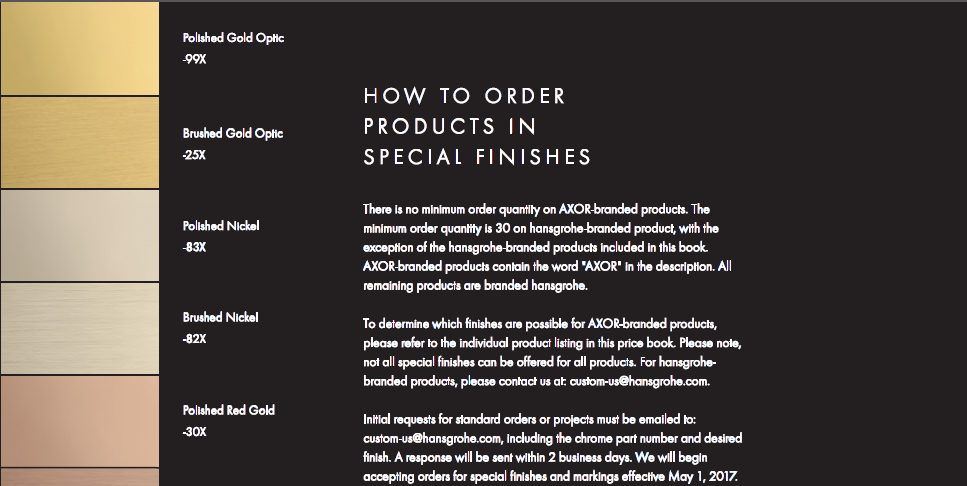 Polished Gold Optic
-99X
Brushed Gold Optic
-25X
Polished Nickel
-83X
Brushed Nickel
-82X
Polished Red Gold
-30X
HOW TO ORDER
PRODUCTS IN
SPECIAL FINISHES
There is no minimum order quantity on AXOR-branded products. The
minimum order quantity is 30 on hansgrohe-branded product, with the
exception of the hansgrohe-branded products included in this book.
AXOR-branded products contain the word "AXOR" in the description. All
remaining products are branded hansgrohe.
To determine which finishes are possible for AXOR-branded products,
please refer to the individual product listing in this price book. Please note,
not all special finishes can be offered for all products. For hansgrohe-
branded products, please contact us at: custom-us@hansgrohe.com.
Initial requests for standard orders or projects must be emailed to:
custom-us@hansgrohe.com, including the chrome part number and desired
finish. A response will be sent within 2 business days. We will begin
accepting orders for special finishes and markings effective May 1, 2017.